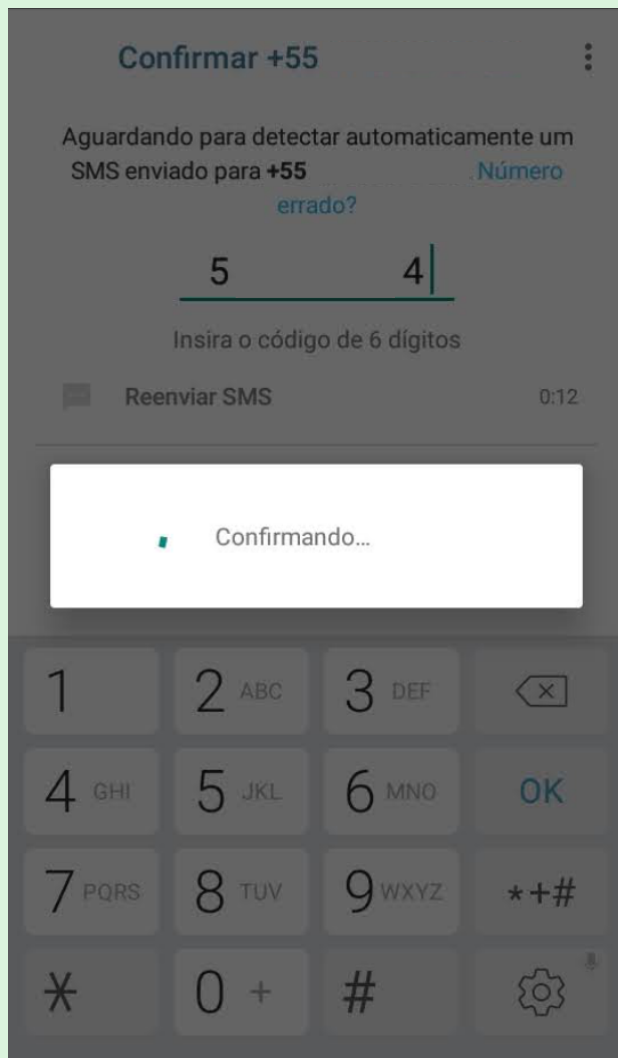 Confirmar +55
Aguardando para detectar automaticamente um
SMS enviado para +55 . Número
errado?
5 4
Insira o código de 6 dígitos
Reenviar SMS 0:12
Confirmando...
1 2 ABC 3 DEF
4 GHI 5 JKL 6 MNO OK
7 PQRS 8 TUV 9 WXYZ *+#
* 0 + #